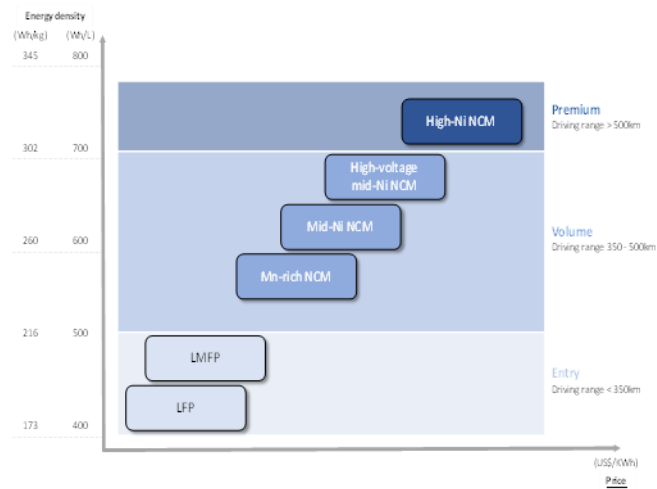 Energy density
(Wh/kg) (Wh/L)
345 800
High-Ni NCM
Premium
Driving range > 500km
302 700
High-voltage
mid-Ni NCM
Mid-Ni NCM
Volume
Driving range 350 - 500km
260 600
Mn-rich NCM
216 500
LMFP
Entry
Driving range < 350km
LFP
173 400
(US$/KWh)
Price